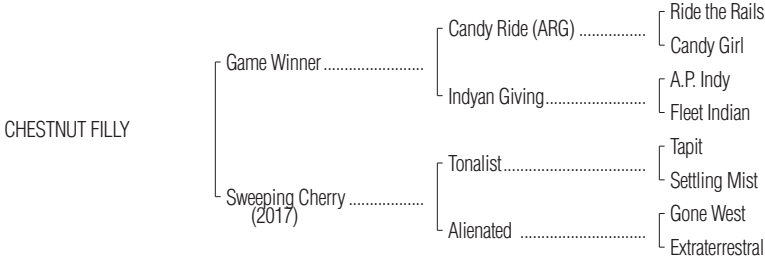 Ride the Rails
Candy Ride (ARG) ................
Candy Girl
Game Winner ........................
A.P. Indy
Indyan Giving ........................
Fleet Indian
CHESTNUT FILLY
Tapit
Tonalist ..................................
Settling Mist
Sweeping Cherry ..................
(2017)
Gone West
Alienated ..............................
Extraterrestral